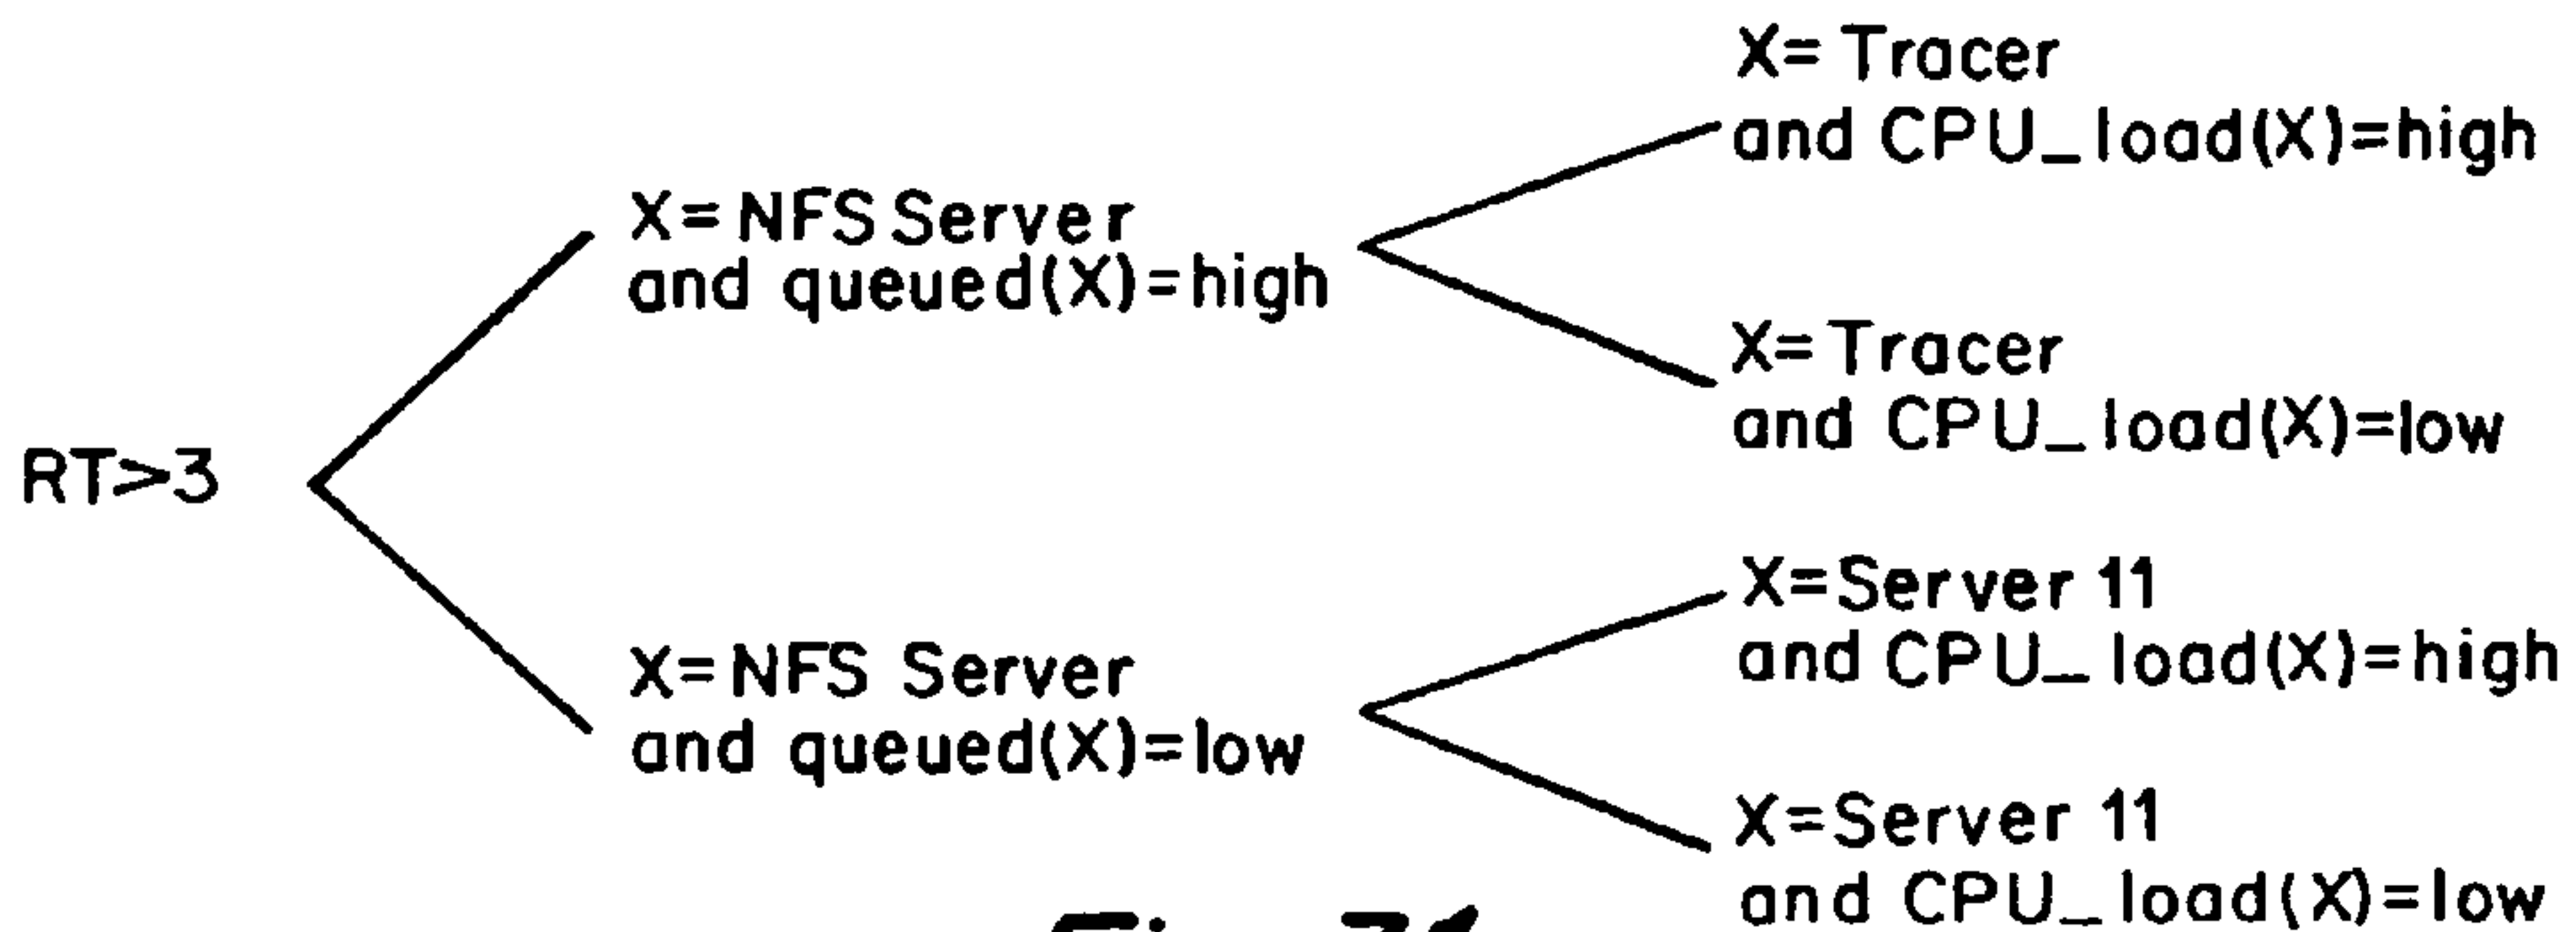 X= Tracer
and CPU_load(X)=high
X=NFS Server
and queued(X)=high
X= Tracer
and CPU_load(X)=low
RT>3
X=Server 11
and CPU_load(X)=high
X=NFS Server
and queued(X)=low
X=Server 11
and CPU_load(X)=low